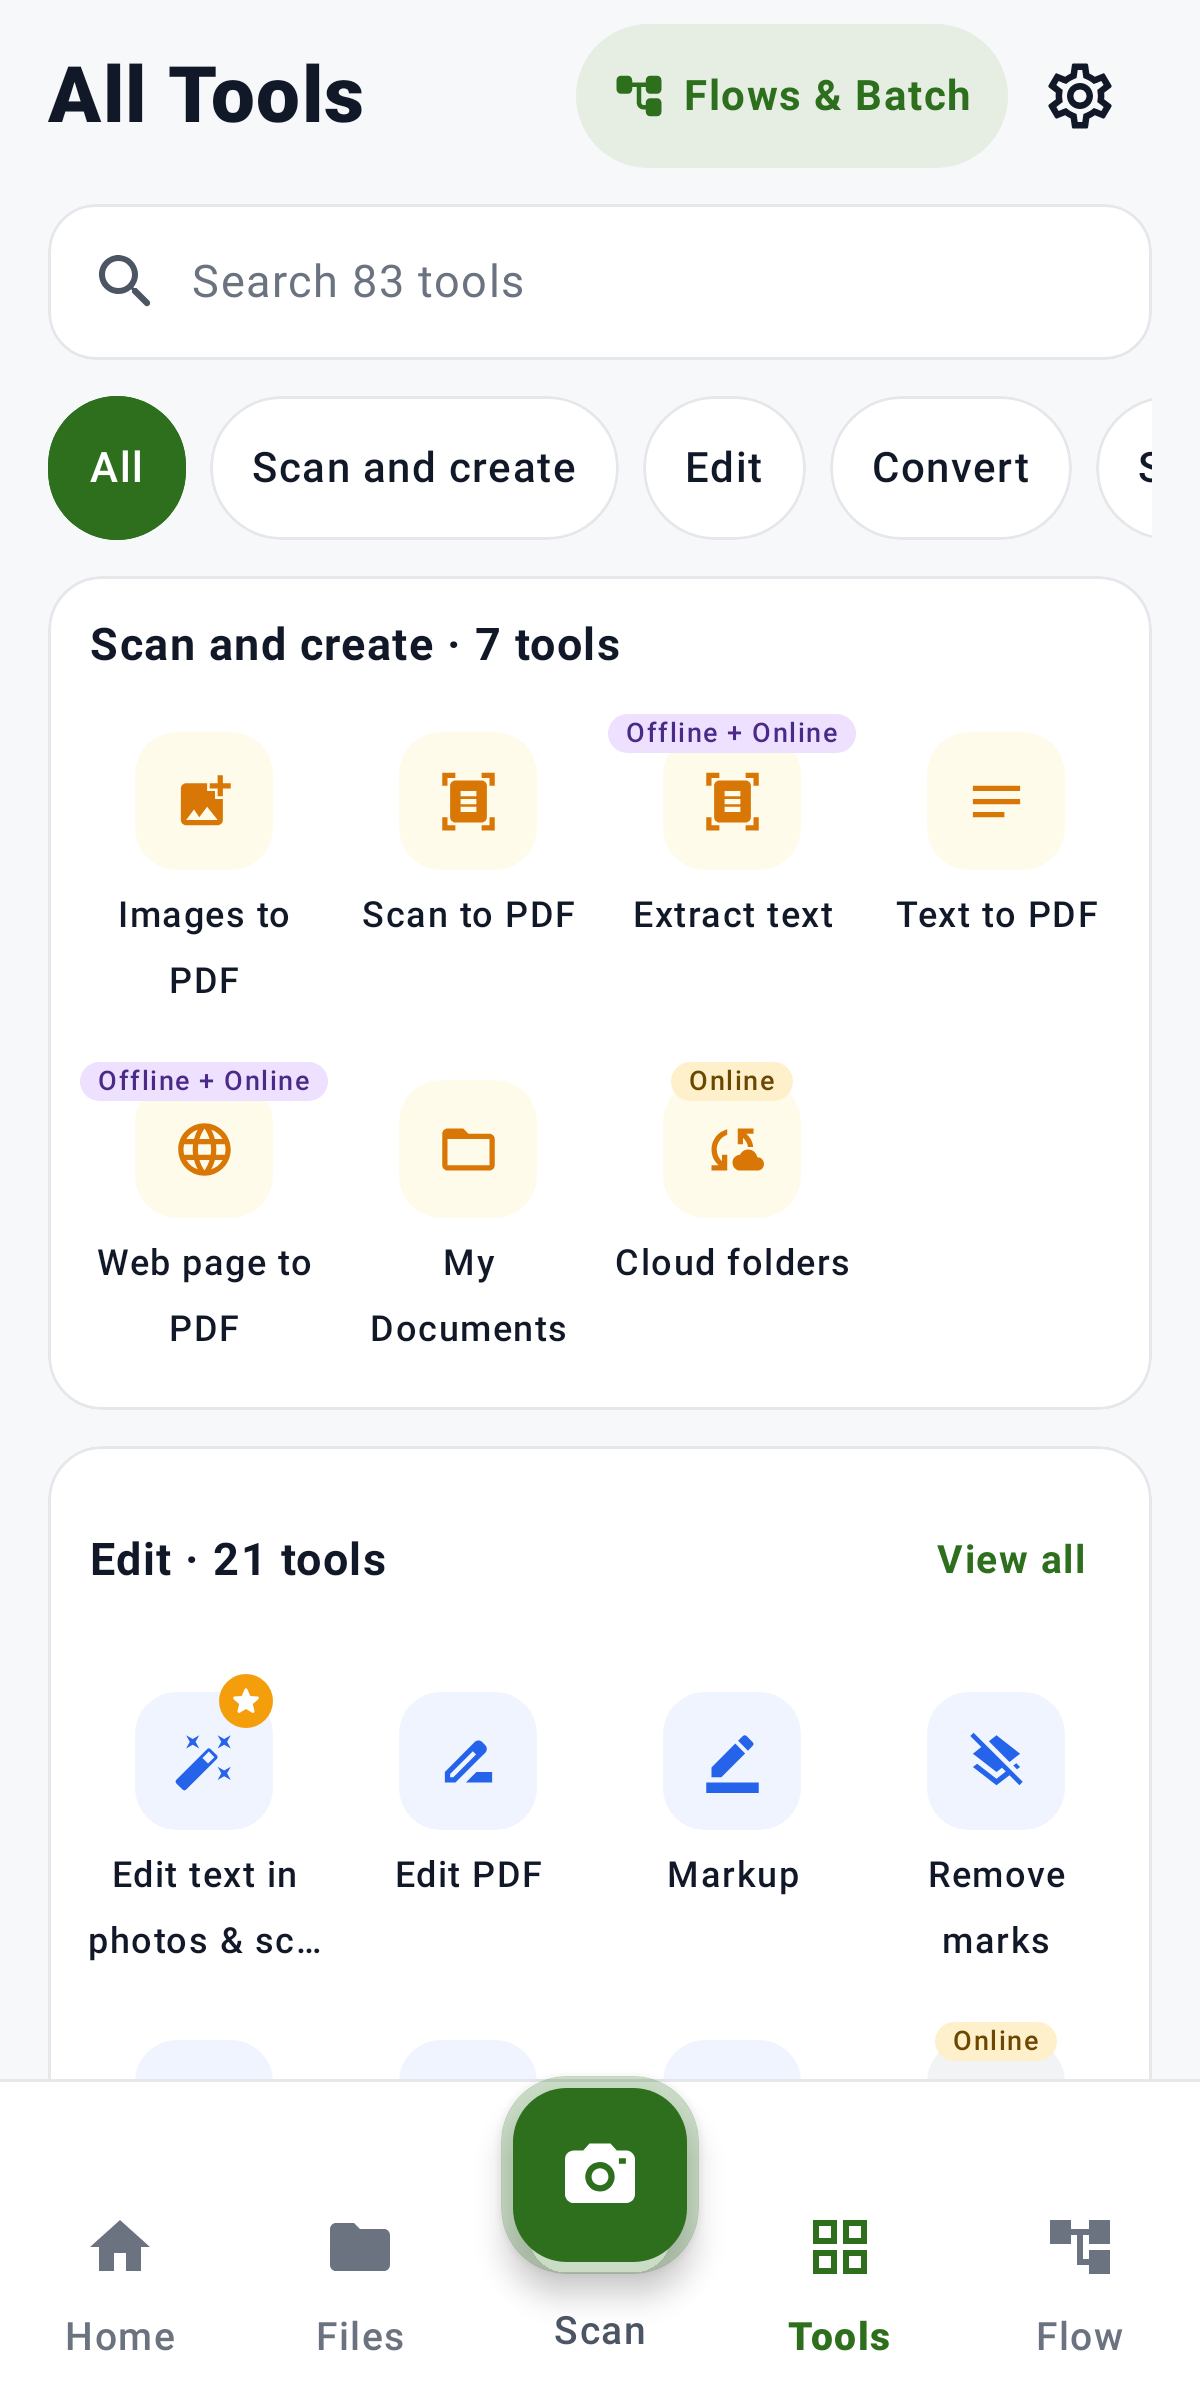 All Tools
Flows & Batch
Search 83 tools
All
Scan and create
Edit
Convert
Scan and create · 7 tools
Offline + Online
Images to
PDF
Scan to PDF
Extract text
Text to PDF
Offline + Online
Online
Web page to
PDF
My
Documents
Cloud folders
Edit · 21 tools
View all
Edit text in
photos & sc…
Edit PDF
Markup
Remove
marks
Online
Home
Files
Scan
Tools
Flow